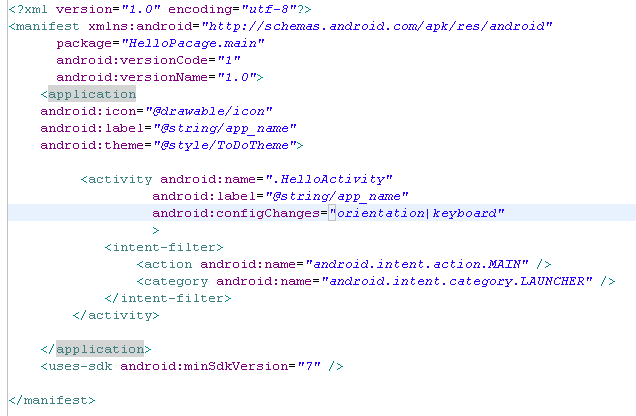 <?xml version="1.0" encoding="utf-8"?>
<manifest xmlns:android="http://schemas.android.com/apk/res/android"
package="HelloPacage.main"
android:versionCode="1"
android:versionName="1.0">
<application
android:icon="@drawable/icon"
android:label="@string/app_name"
android:theme="@style/ToDoTheme">
<activity android:name=".HelloActivity"
android:label="@string/app_name"
android:configChanges="orientation|keyboard"
>
<intent-filter>
<action android:name="android.intent.action.MAIN" />
<category android:name="android.intent.category.LAUNCHER" />
</intent-filter>
</activity>
</application>
<uses-sdk android:minSdkVersion="7" />
</manifest>